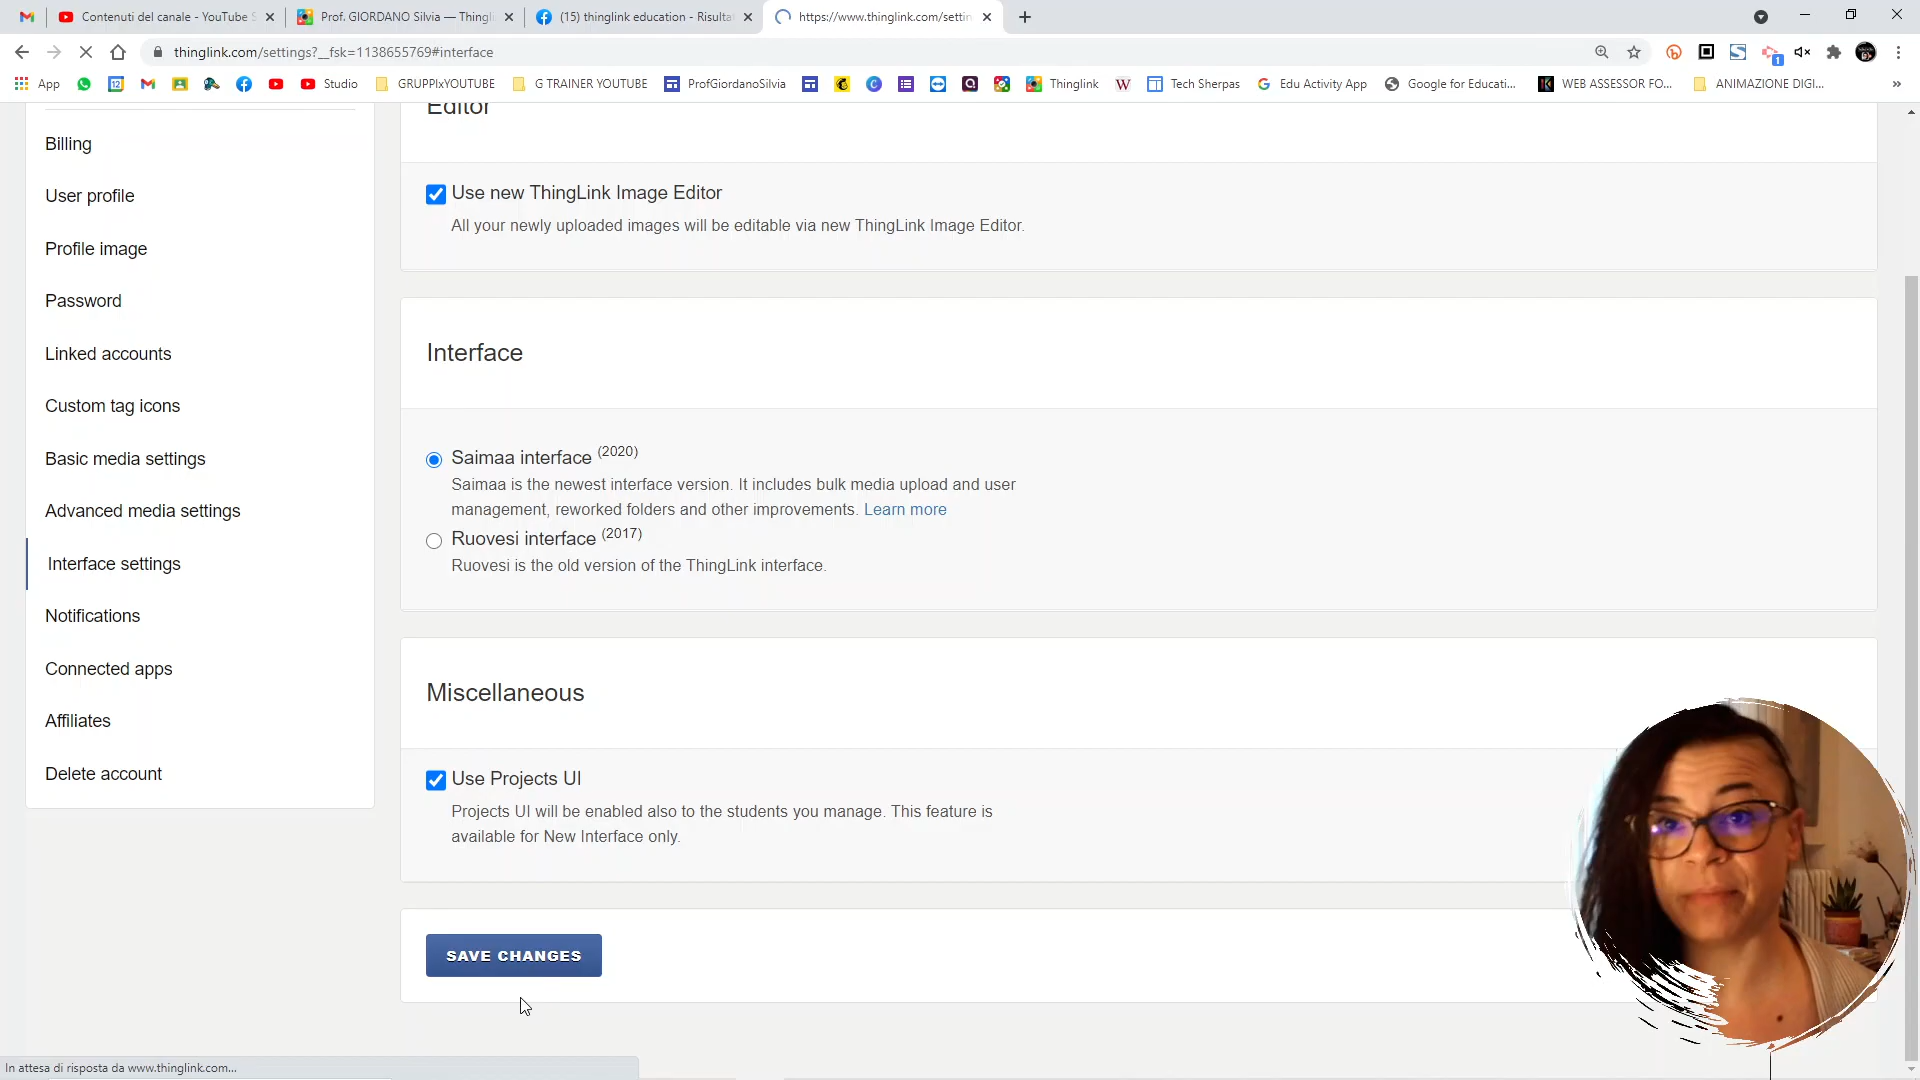 Contenuti del canale - YouTube S
Prof. GIORDANO Silvia — Thingl
(15) thinglink education - Risulta
https://www.thinglink.com/settin
thinglink.com/settings?__fsk=1138655769#interface
App
Studio
GRUPPIxYOUTUBE
G TRAINER YOUTUBE
ProfGiordanoSilvia
Thinglink
Tech Sherpas
Edu Activity App
Google for Educati...
WEB ASSESSOR FO...
ANIMAZIONE DIGI...
»
Billing
User profile
Profile image
Password
Linked accounts
Custom tag icons
Basic media settings
Advanced media settings
Interface settings
Notifications
Connected apps
Affiliates
Delete account
Editor
Use new ThingLink Image Editor
All your newly uploaded images will be editable via new ThingLink Image Editor.
Interface
Saimaa interface (2020)
Saimaa is the newest interface version. It includes bulk media upload and user
management, reworked folders and other improvements. Learn more
Ruovesi interface (2017)
Ruovesi is the old version of the ThingLink interface.
Miscellaneous
Use Projects UI
Projects UI will be enabled also to the students you manage. This feature is
available for New Interface only.
SAVE CHANGES
In attesa di risposta da www.thinglink.com...